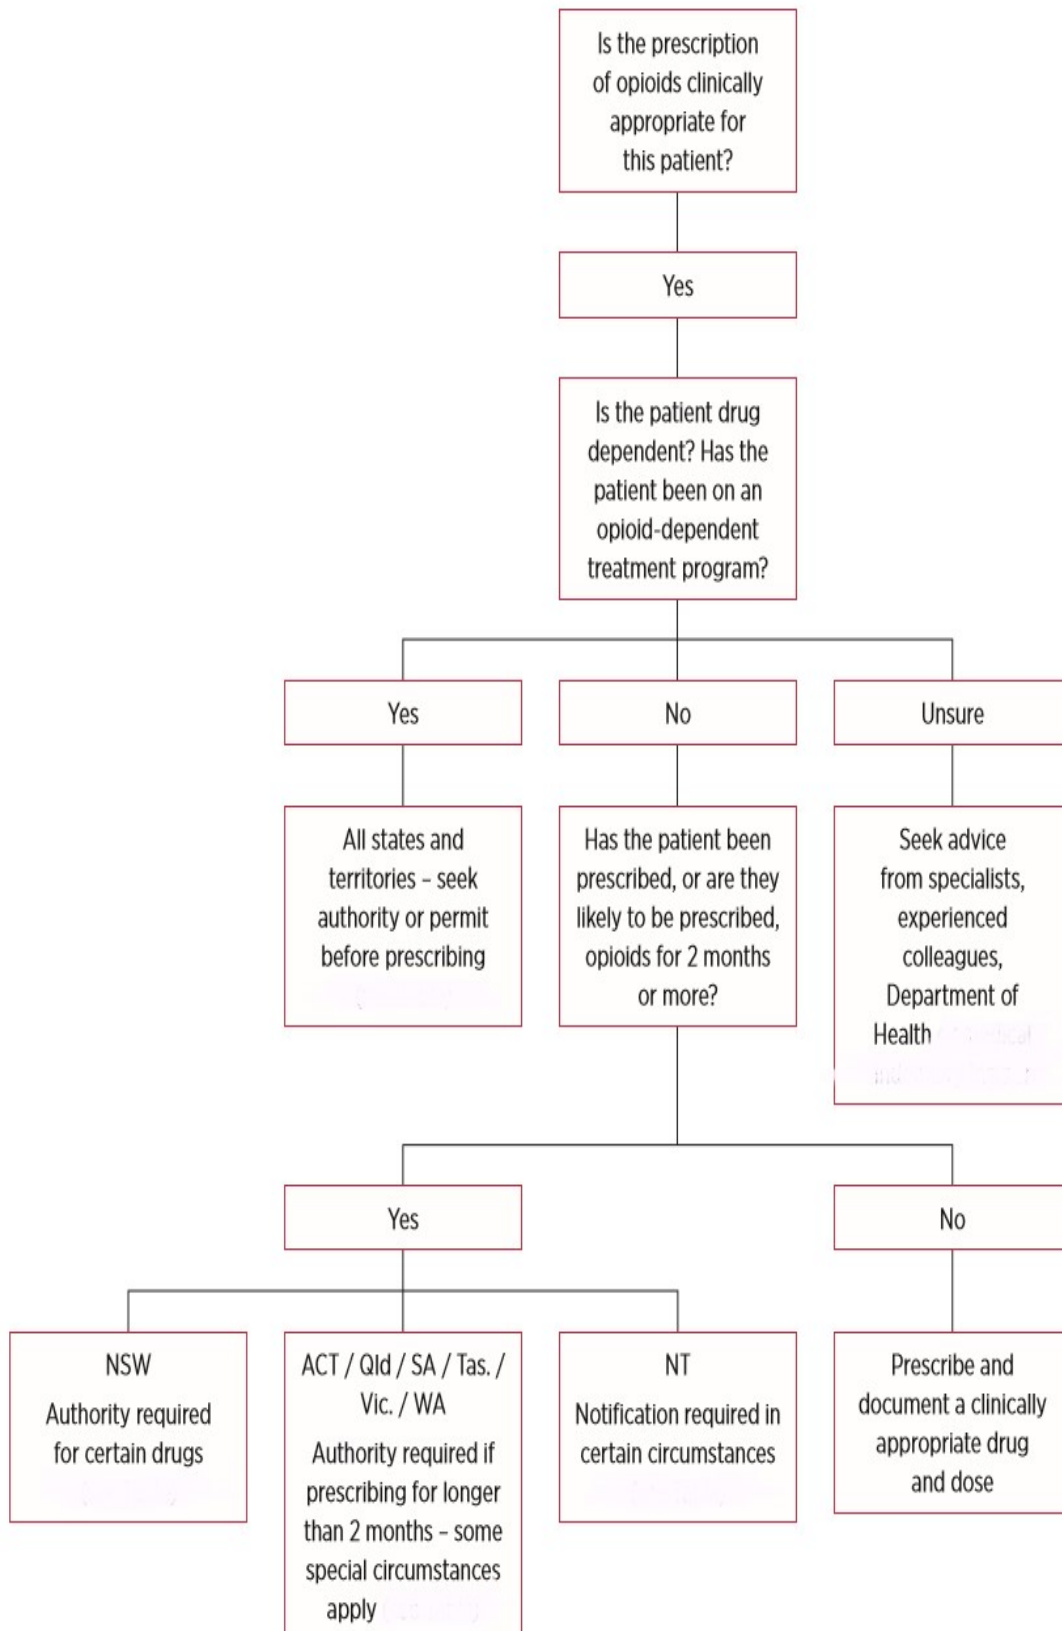 Is the prescription
of opioids clinically
appropriate for
this patient?
Yes
Is the patient drug
dependent? Has the
patient been on an
opioid-dependent
treatment program?
Yes
No
Unsure
All states and
territories – seek
authority or permit
before prescribing
Has the patient been
prescribed, or are they
likely to be prescribed,
opioids for 2 months
or more?
Seek advice
from specialists,
experienced
colleagues,
Department of
Health
Yes
No
NSW
Authority required
for certain drugs
ACT / Qld / SA / Tas. /
Vic. / WA
Authority required if
prescribing for longer
than 2 months – some
special circumstances
apply
NT
Notification required in
certain circumstances
Prescribe and
document a clinically
appropriate drug
and dose